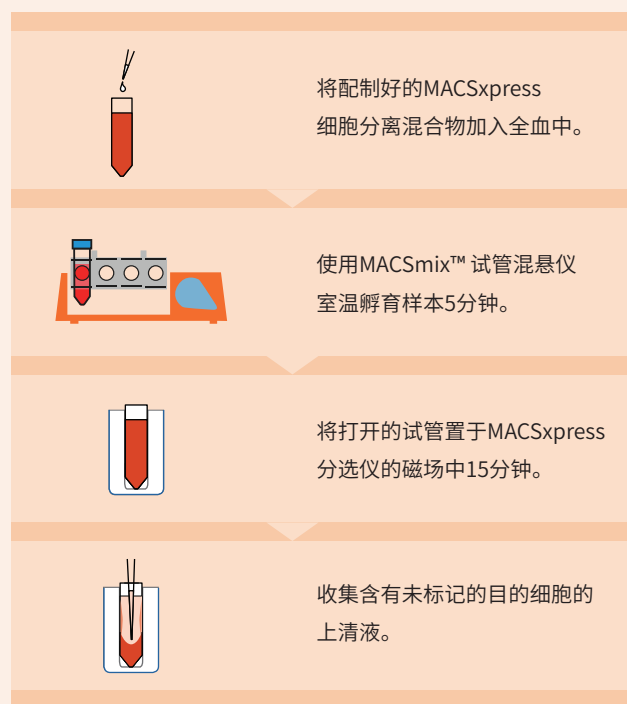 将配制好的MACSxpress
细胞分离混合物加入全血中。
使用MACSmix™ 试管混悬仪
室温孵育样本5分钟。
将打开的试管置于MACSxpress
分选仪的磁场中15分钟。
收集含有未标记的目的细胞的
上清液。